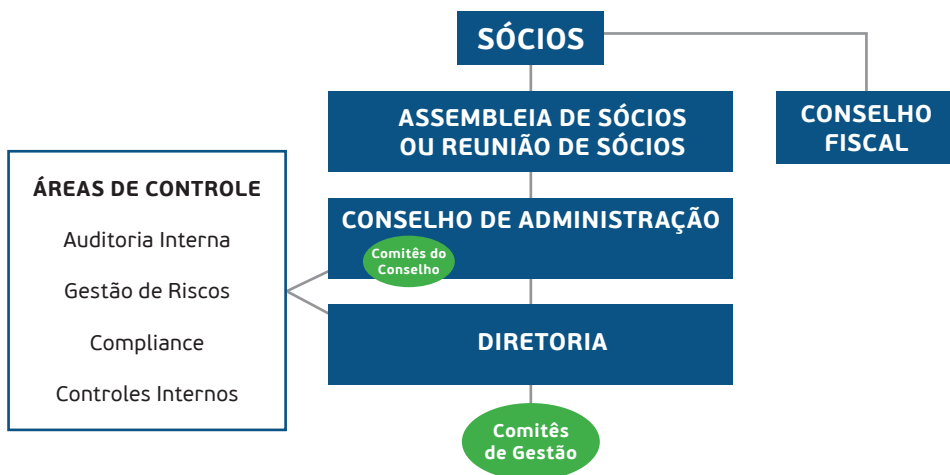 SÓCIOS
ASSEMBLEIA DE SÓCIOS
OU REUNIÃO DE SÓCIOS
CONSELHO
FISCAL
ÁREAS DE CONTROLE
Auditoria Interna
Gestão de Riscos
Compliance
Controles Internos
CONSELHO DE ADMINISTRAÇÃO
Comitês do
Conselho
DIRETORIA
Comitês
de Gestão